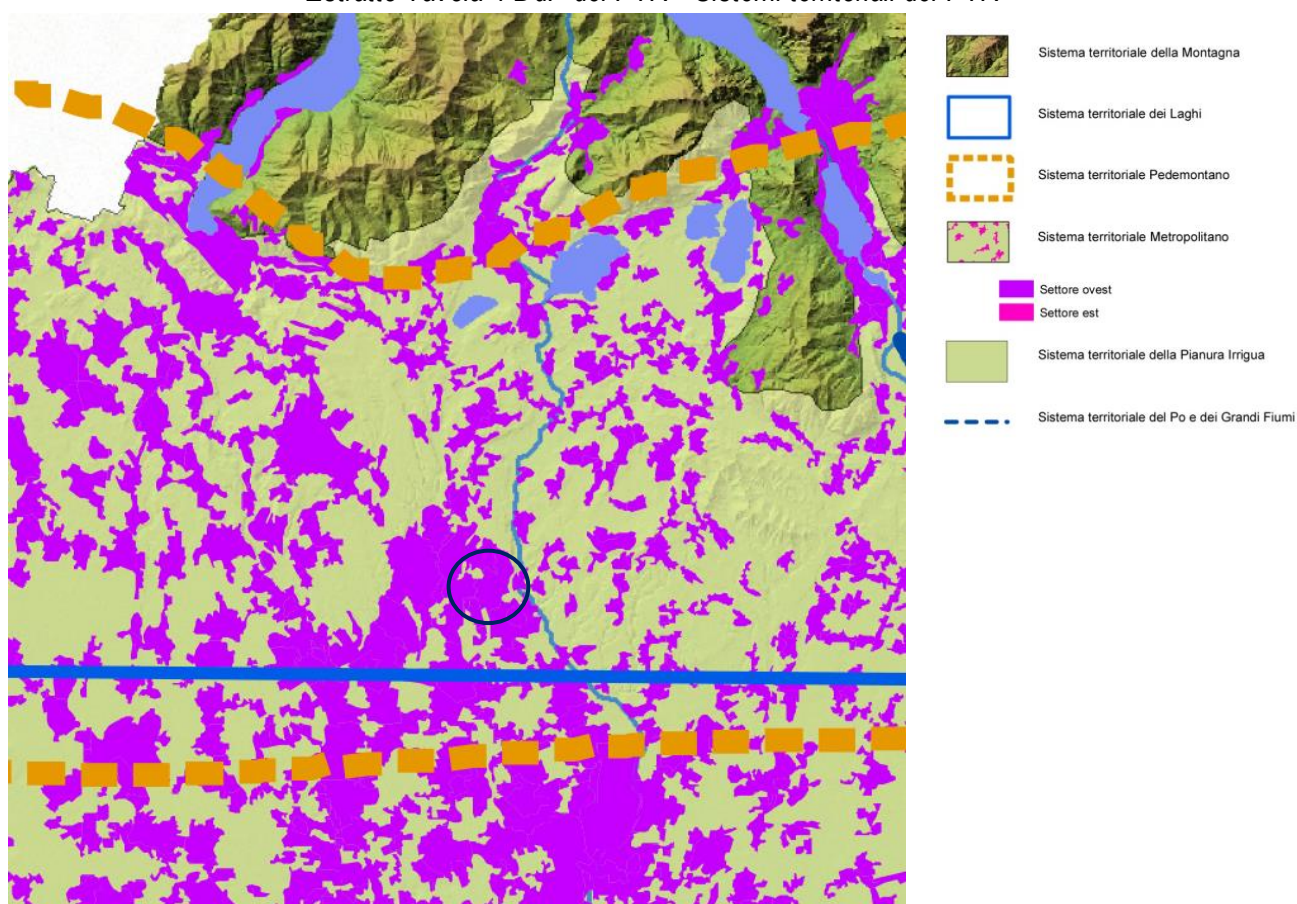 Sistema territoriale della Montagna
Sistema territoriale dei Laghi
Sistema territoriale Pedemontano
Sistema territoriale Metropolitano
Settore ovest
Settore est
Sistema territoriale della Pianura Irrigua
Sistema territoriale del Po e dei Grandi Fiumi